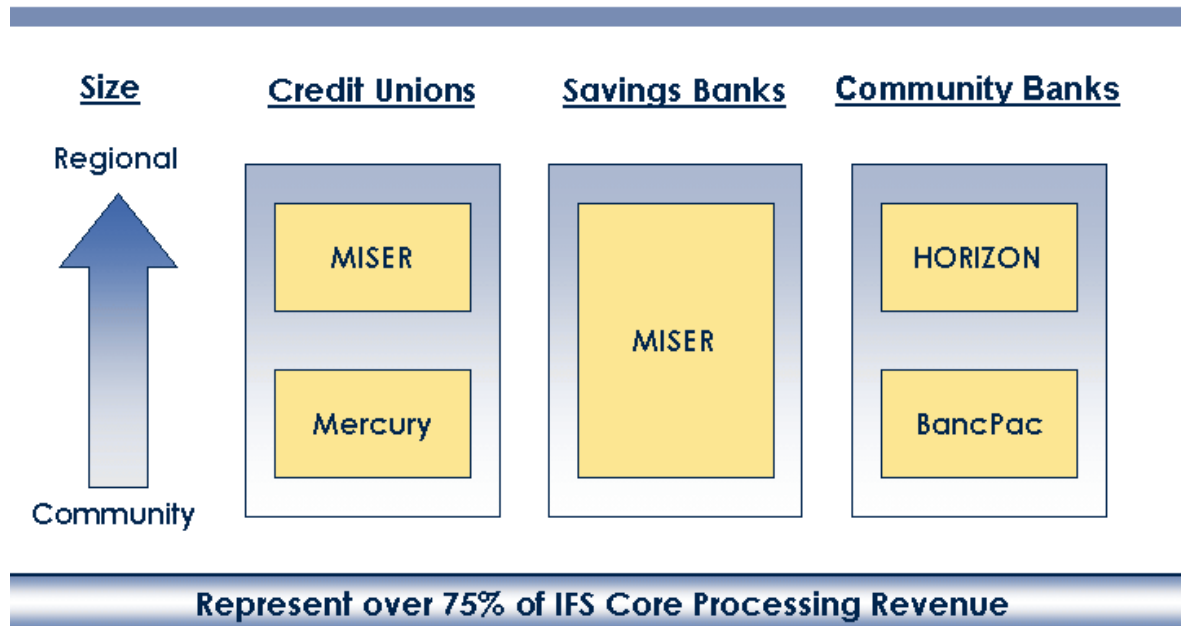 Size
Credit Unions
Savings Banks
Community Banks
Regional
MISER
HORIZON
MISER
Mercury
BancPac
Community
Represent over 75% of IFS Core Processing Revenue